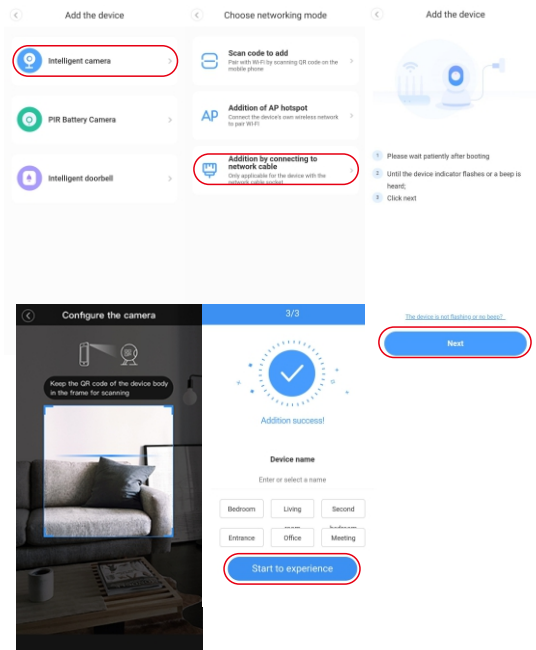 Add the device
Intelligent camera
PIR Battery Camera
Intelligent doorbell
Choose networking mode
Scan code to add
Pair with WI-FI by scanning QR code on the
mobile phone
AP
Addition of AP hotspot
Connect the device's own wireless network
to pair WI-FI
Addition by connecting to
network cable
Only applicable for the device with the
network cable socket
Add the device
1 Please wait patiently after booting
2 Until the device indicator flashes or a beep is
heard;
3 Click next
The device is not flashing or no beep?
Next
Configure the camera
Keep the QR code of the device body
in the frame for scanning
3/3
Addition success!
Device name
Enter or select a name
Bedroom
Living
room
Second
bedroom
Entrance
Office
Meeting
Start to experience